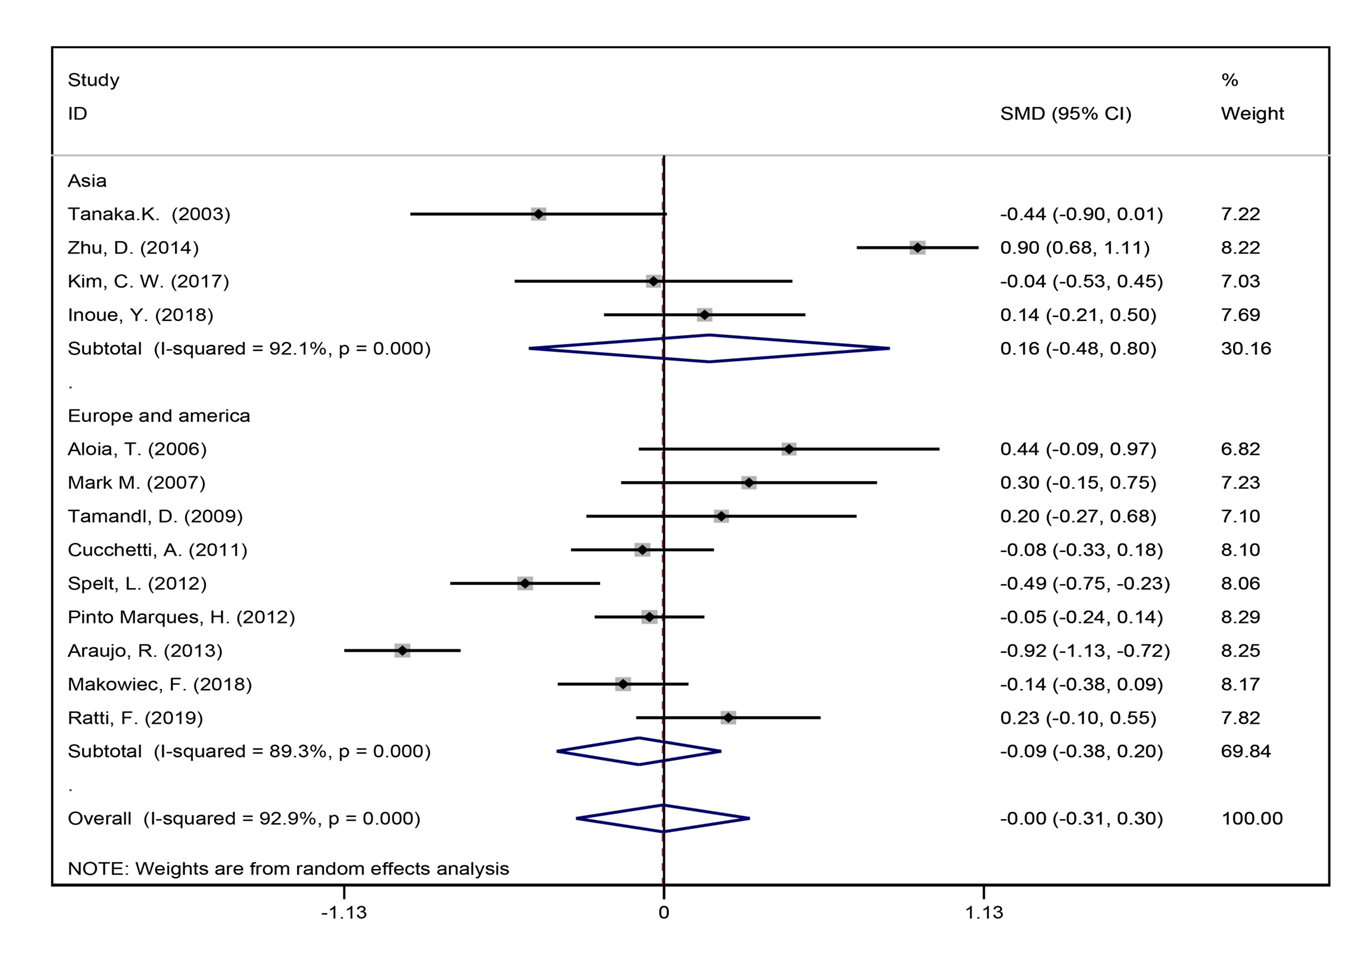 Study %
ID SMD (95% CI) Weight
Asia
Tanaka.K. (2003) -0.44 (-0.90, 0.01) 7.22
Zhu, D. (2014) 0.90 (0.68, 1.11) 8.22
Kim, C. W. (2017) -0.04 (-0.53, 0.45) 7.03
Inoue, Y. (2018) 0.14 (-0.21, 0.50) 7.69
Subtotal (I-squared = 92.1%, p = 0.000) 0.16 (-0.48, 0.80) 30.16
.
Europe and america
Aloia, T. (2006) 0.44 (-0.09, 0.97) 6.82
Mark M. (2007) 0.30 (-0.15, 0.75) 7.23
Tamandl, D. (2009) 0.20 (-0.27, 0.68) 7.10
Cucchetti, A. (2011) -0.08 (-0.33, 0.18) 8.10
Spelt, L. (2012) -0.49 (-0.75, -0.23) 8.06
Pinto Marques, H. (2012) -0.05 (-0.24, 0.14) 8.29
Araujo, R. (2013) -0.92 (-1.13, -0.72) 8.25
Makowiec, F. (2018) -0.14 (-0.38, 0.09) 8.17
Ratti, F. (2019) 0.23 (-0.10, 0.55) 7.82
Subtotal (I-squared = 89.3%, p = 0.000) -0.09 (-0.38, 0.20) 69.84
.
Overall (I-squared = 92.9%, p = 0.000) -0.00 (-0.31, 0.30) 100.00
NOTE: Weights are from random effects analysis
-1.13 0 1.13